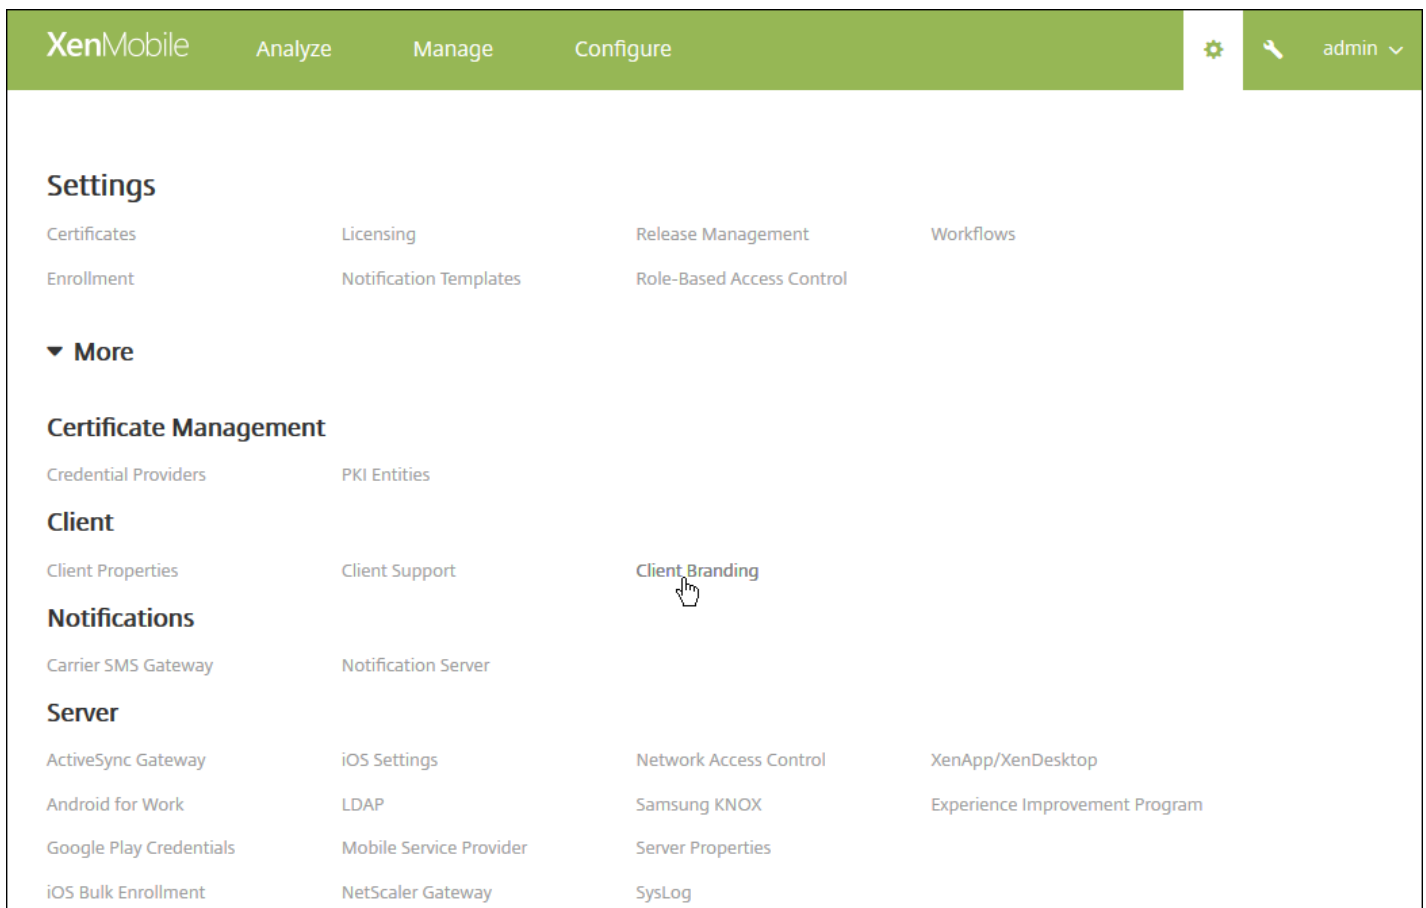 XenMobile Analyze Manage Configure admin
Settings
Certificates Licensing Release Management Workflows
Enrollment Notification Templates Role-Based Access Control
More
Certificate Management
Credential Providers PKI Entities
Client
Client Properties Client Support Client Branding
Notifications
Carrier SMS Gateway Notification Server
Server
ActiveSync Gateway iOS Settings Network Access Control XenApp/XenDesktop
Android for Work LDAP Samsung KNOX Experience Improvement Program
Google Play Credentials Mobile Service Provider Server Properties
iOS Bulk Enrollment NetScaler Gateway SysLog